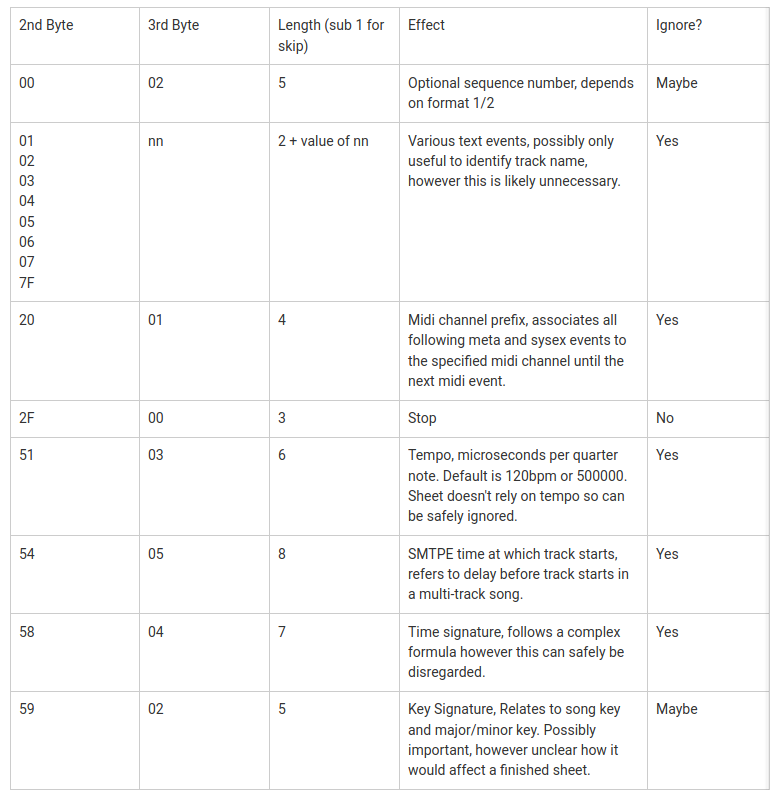 2nd Byte 3rd Byte Length (sub 1 for Effect Ignore?
skip)
00 02 5 Optional sequence number, depends Maybe
on format 1/2
01 nn 2 + value of nn Various text events, possibly only Yes
02 useful to identify track name,
03 however this is likely unnecessary.
04
05
06
07
7F
20 01 4 Midi channel prefix, associates all Yes
following meta and sysex events to
the specified midi channel until the
next midi event.
2F 00 3 Stop No
51 03 6 Tempo, microseconds per quarter Yes
note. Default is 120bpm or 500000.
Sheet doesn't rely on tempo so can
be safely ignored.
54 05 8 SMTPE time at which track starts, Yes
refers to delay before track starts in
a multi-track song.
58 04 7 Time signature, follows a complex Yes
formula however this can safely be
disregarded.
59 02 5 Key Signature, Relates to song key Maybe
and major/minor key. Possibly
important, however unclear how it
would affect a finished sheet.